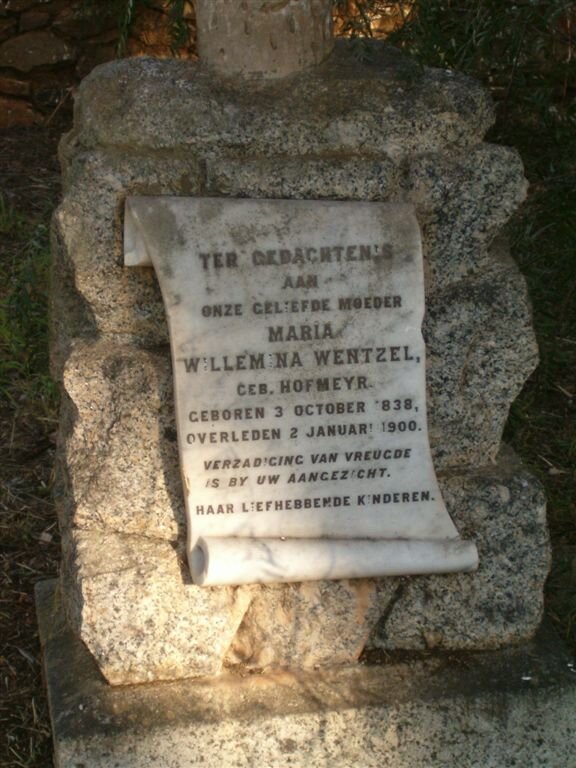 TER GEDACHTENIS
AAN
ONZE GELIEFDE MOEDER
MARIA
WILLEMINA WENTZEL,
GEB. HOFMEYR.
GEBOREN 3 OCTOBER 1838,
OVERLEDEN 2 JANUARI 1900.
VERZADIGING VAN VREUGDE
IS BY UW AANGEZICHT.
HAAR LIEFHEBBENDE KINDEREN.